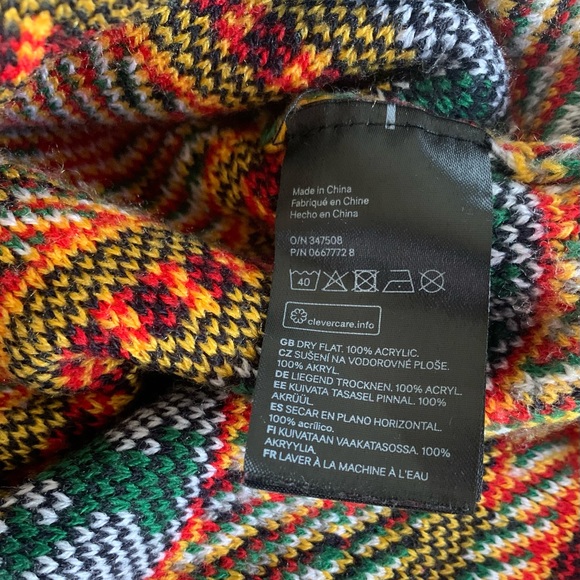 Made in China
Fabriqué en Chine
Hecho en China
O/N 347508
P/N 0667772 B
40
clevercare.info
GB DRY FLAT. 100% ACRYLIC.
CZ SUŠENÍ NA VODOROVNÉ PLOŠE.
100% AKRYL.
DE LIEGEND TROCKNEN. 100% ACRYL.
EE KUIVATA TASASEL PINNAL. 100%
AKRÜÜL.
ES SECAR EN PLANO HORIZONTAL.
100% acrílico.
FI KUIVATAAN VAAKATASOSSA. 100%
AKRYYLIA
FR LAVER À LA MACHINE À L'EAU